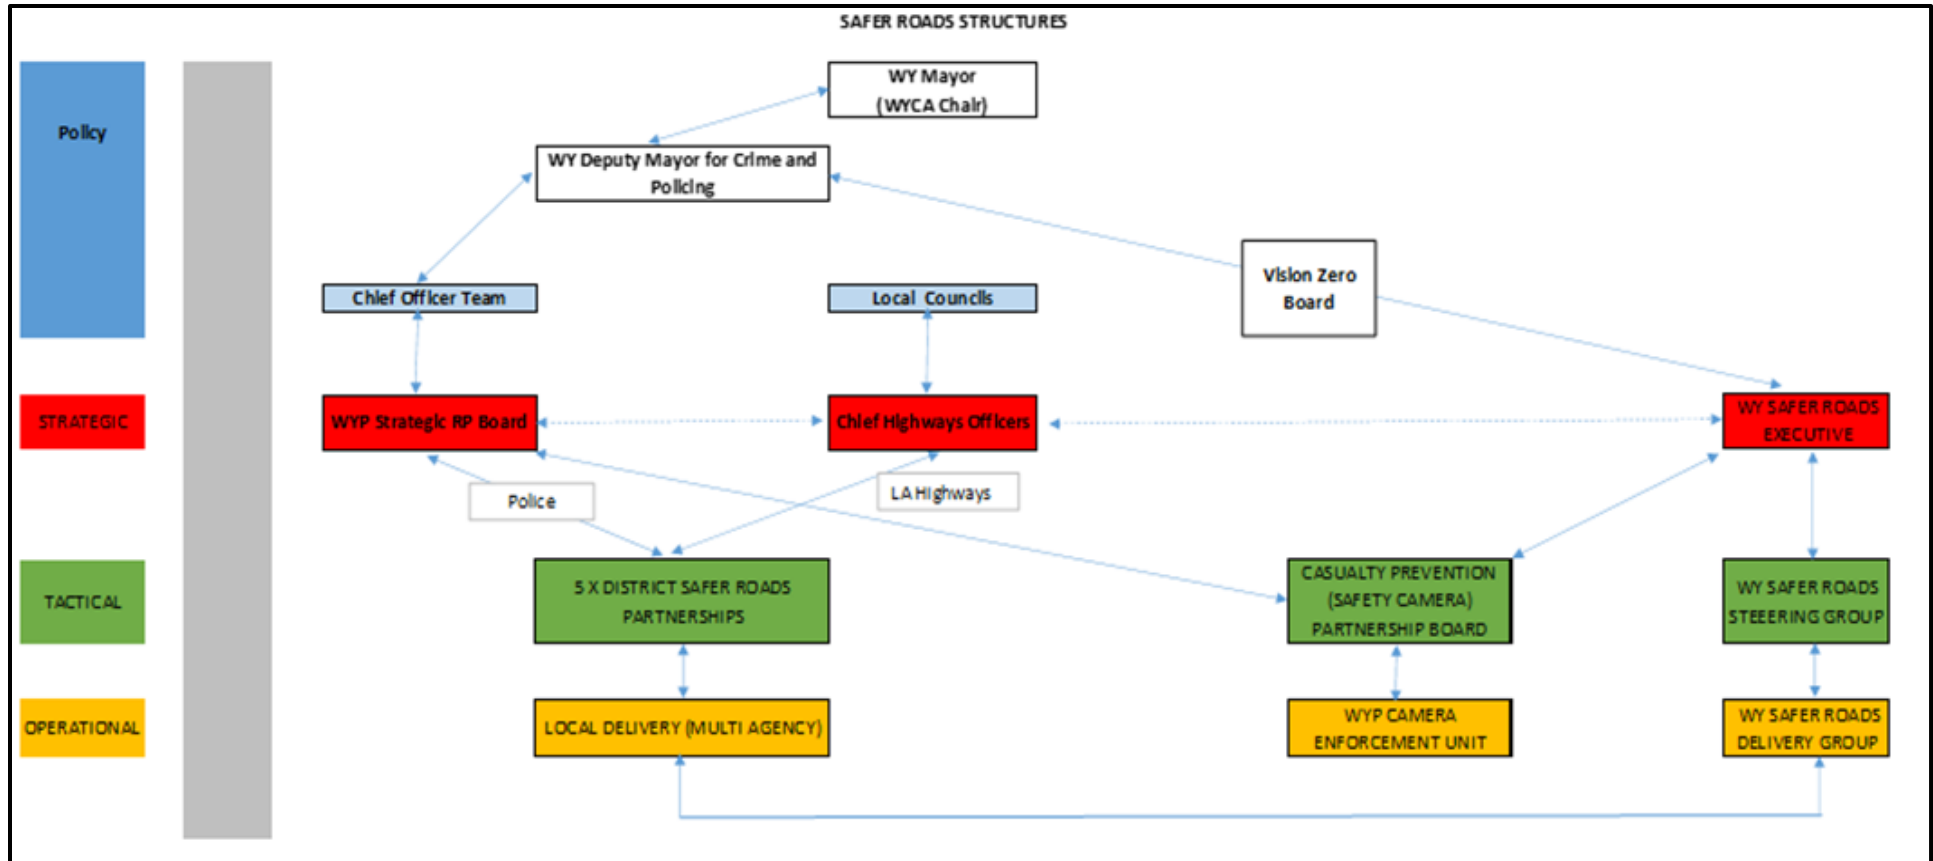 SAFER ROADS STRUCTURES
WY Mayor
(WYCA Chair)
Policy
WY Deputy Mayor for Crime and
Policing
Vision Zero
Board
Chief Officer Team
Local Councils
STRATEGIC
WYP Strategic RP Board
Chief Highways Officers
WY SAFER ROADS
EXECUTIVE
Police
LA Highways
TACTICAL
5 X DISTRICT SAFER ROADS
PARTNERSHIPS
CASUALTY PREVENTION
(SAFETY CAMERA)
PARTNERSHIP BOARD
WY SAFER ROADS
STEEERING GROUP
OPERATIONAL
LOCAL DELIVERY (MULTI AGENCY)
WYP CAMERA
ENFORCEMENT UNIT
WY SAFER ROADS
DELIVERY GROUP